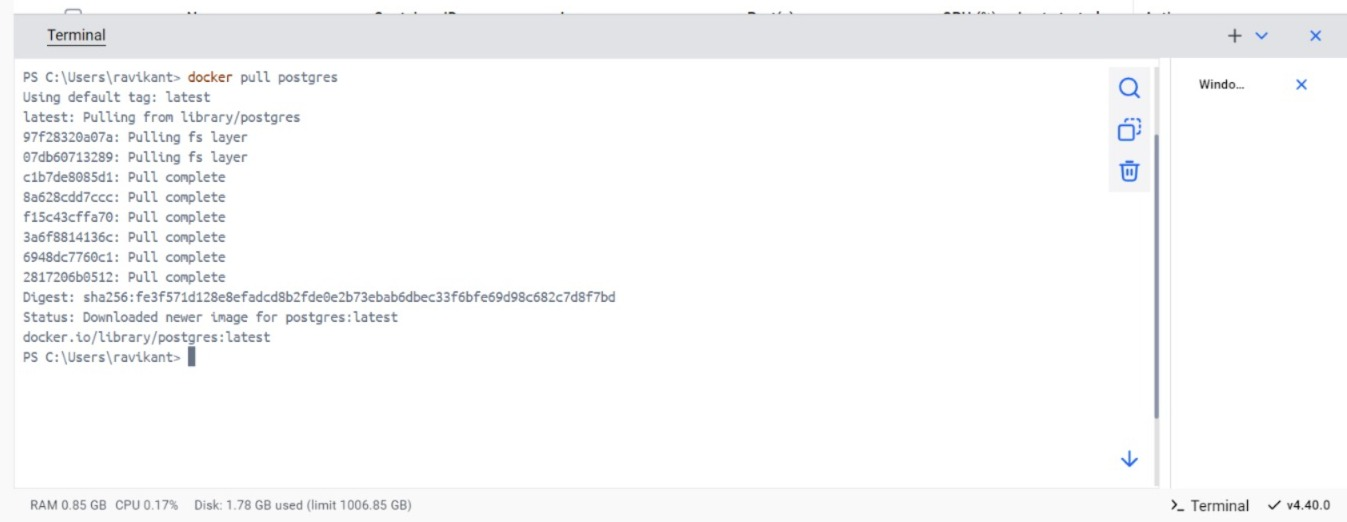 Terminal
PS C:\Users\ravikant> docker pull postgres
Using default tag: latest
latest: Pulling from library/postgres
97f28320a07a: Pulling fs layer
07db60713289: Pulling fs layer
c1b7de8085d1: Pull complete
8a628cdd7ccc: Pull complete
f15c43cffa70: Pull complete
3a6f8814136c: Pull complete
6948dc7760c1: Pull complete
2817206b0512: Pull complete
Digest: sha256:fe3f571d128e8efadcd8b2fde0e2b73ebab6dbec33f6bfe69d98c682c7d8f7bd
Status: Downloaded newer image for postgres:latest
docker.io/library/postgres:latest
PS C:\Users\ravikant>
Windo...
RAM 0.85 GB CPU 0.17% Disk: 1.78 GB used (limit 1006.85 GB)
>_ Terminal v4.40.0